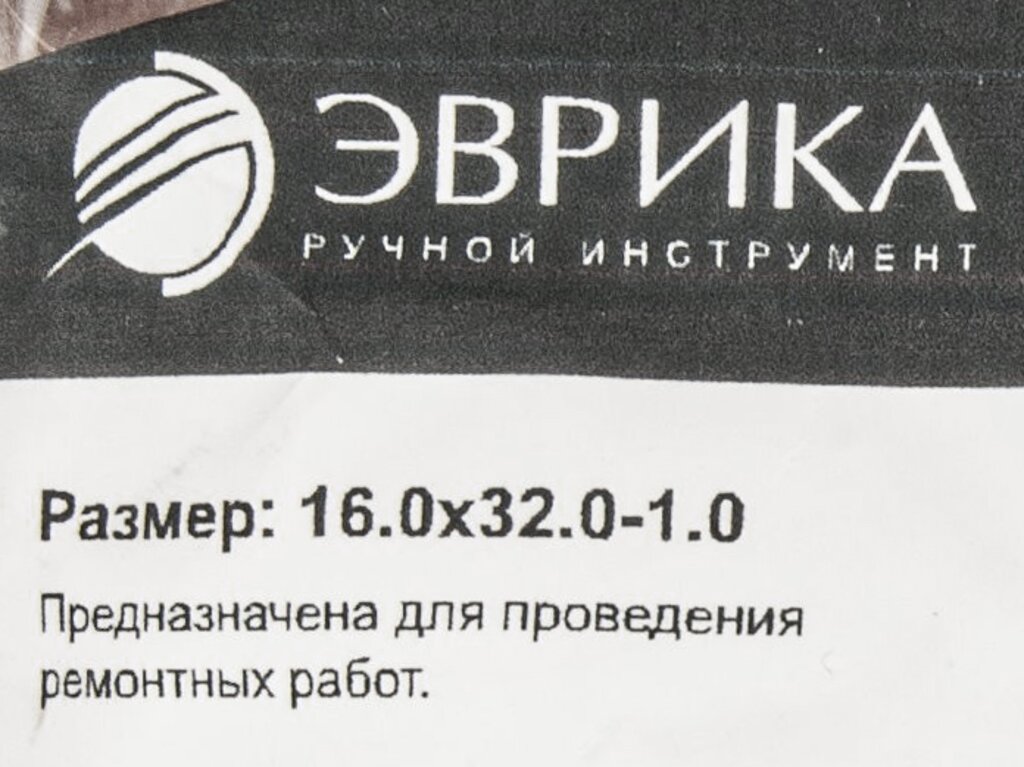 ЭВРИКА
РУЧНОЙ ИНСТРУМЕНТ
Размер: 16.0х32.0-1.0
Предназначена для проведения
ремонтных работ.